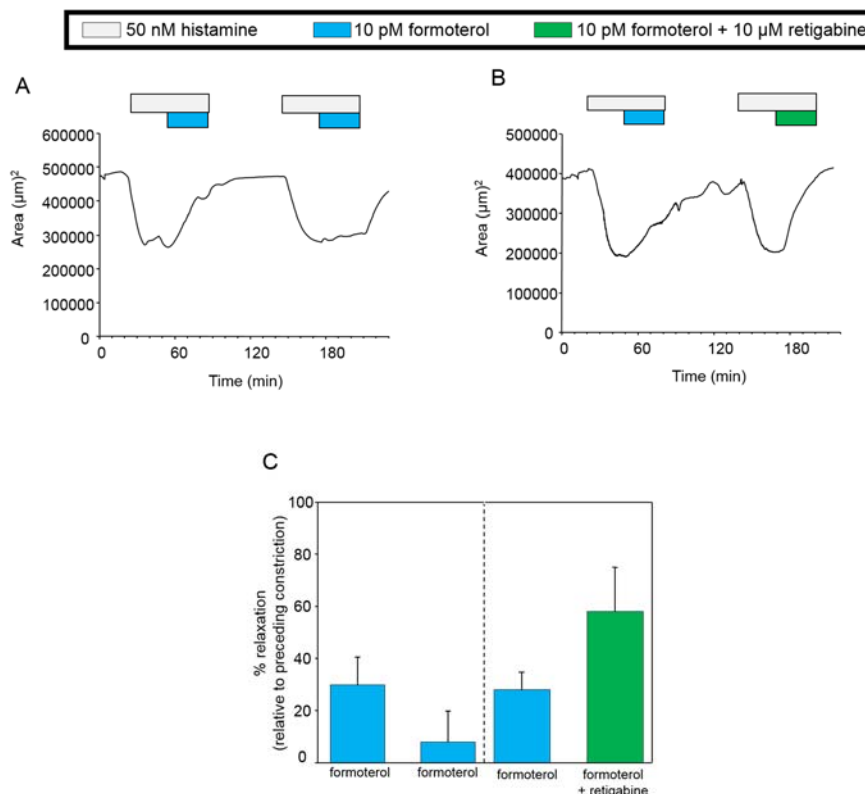 50 nM histamine 10 pM formoterol 10 pM formoterol + 10 µM retigabine
A
600000
500000
400000
300000
200000
100000
0
Area (µm)²
0 60 120 180
Time (min)
B
500000
400000
300000
200000
100000
0
Area (µm)²
0 60 120 180
Time (min)
C
100
80
60
40
20
0
% relaxation
(relative to preceding constriction)
formoterol formoterol formoterol formoterol
+ retigabine